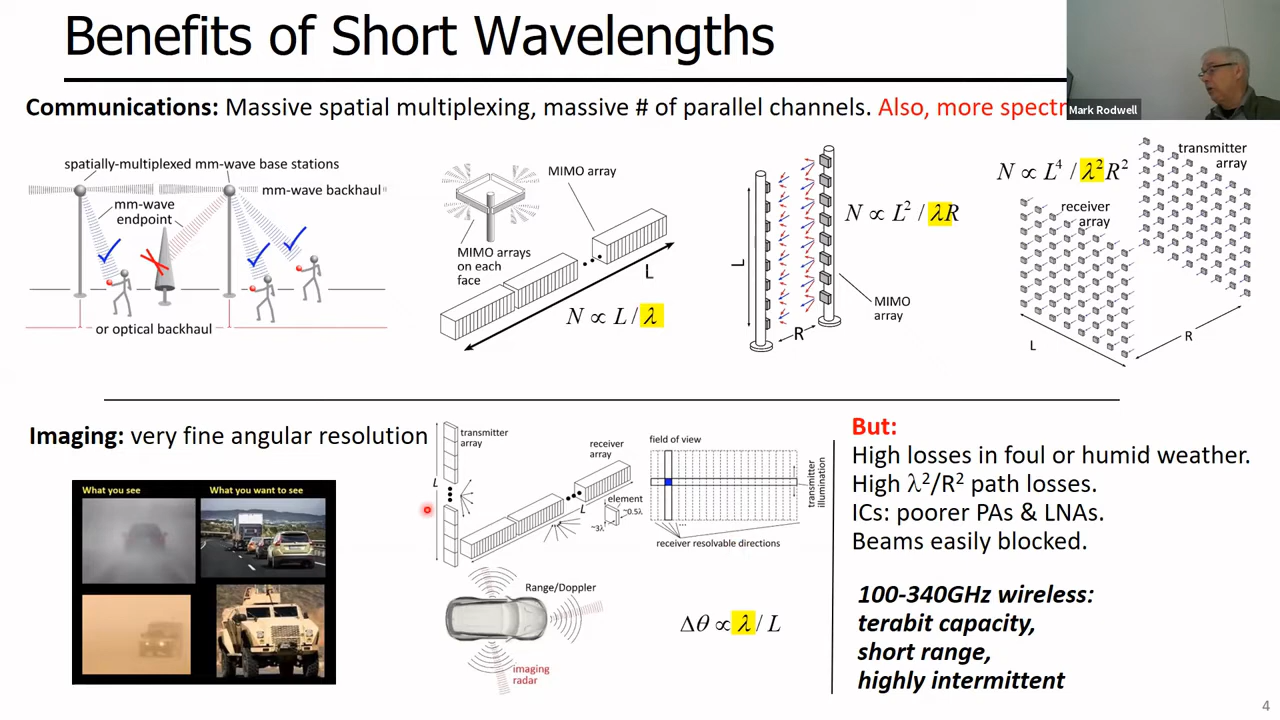 Benefits of Short Wavelengths
Mark Rodwell
Communications: Massive spatial multiplexing, massive # of parallel channels. Also, more
spatially-multiplexed mm-wave base stations
mm-wave backhaul
mm-wave
endpoint
or optical backhaul
MIMO array
MIMO arrays
on each
face
L
N ∝ L / λ
L
R
N ∝ L² / λR
MIMO
array
N ∝ L⁴ / λ² R²
transmitter
array
receiver
array
L
R
Imaging: very fine angular resolution
What you see
What you want to see
transmitter
array
L
receiver
array
L
element
~0.5λ
~3λ
field of view
transmitter
illumination
receiver resolvable directions
Range/Doppler
imaging
radar
Δθ ∝ λ / L
But:
High losses in foul or humid weather.
High λ²/R² path losses.
ICs: poorer PAs & LNAs.
Beams easily blocked.
100-340GHz wireless:
terabit capacity,
short range,
highly intermittent
4